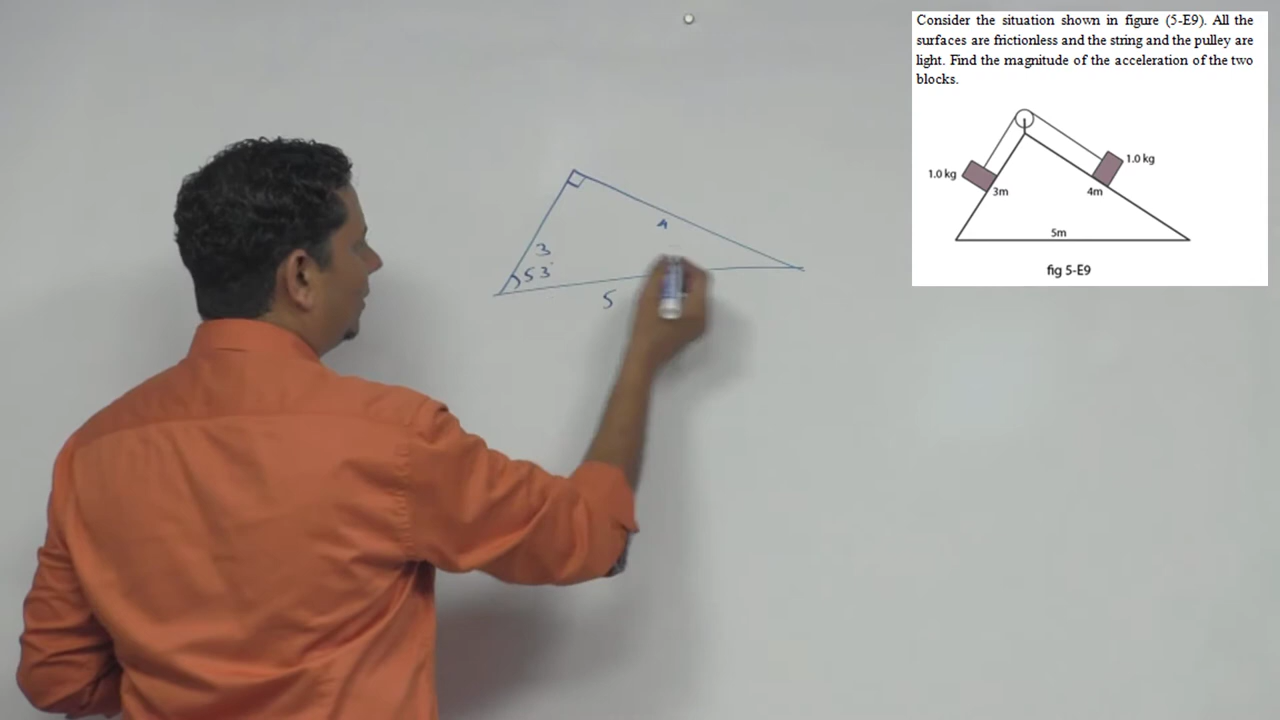 Consider the situation shown in figure (5-E9). All the
surfaces are frictionless and the string and the pulley are
light. Find the magnitude of the acceleration of the two
blocks.
1.0 kg
1.0 kg
3m
4m
5m
fig 5-E9
3
53°
5
4